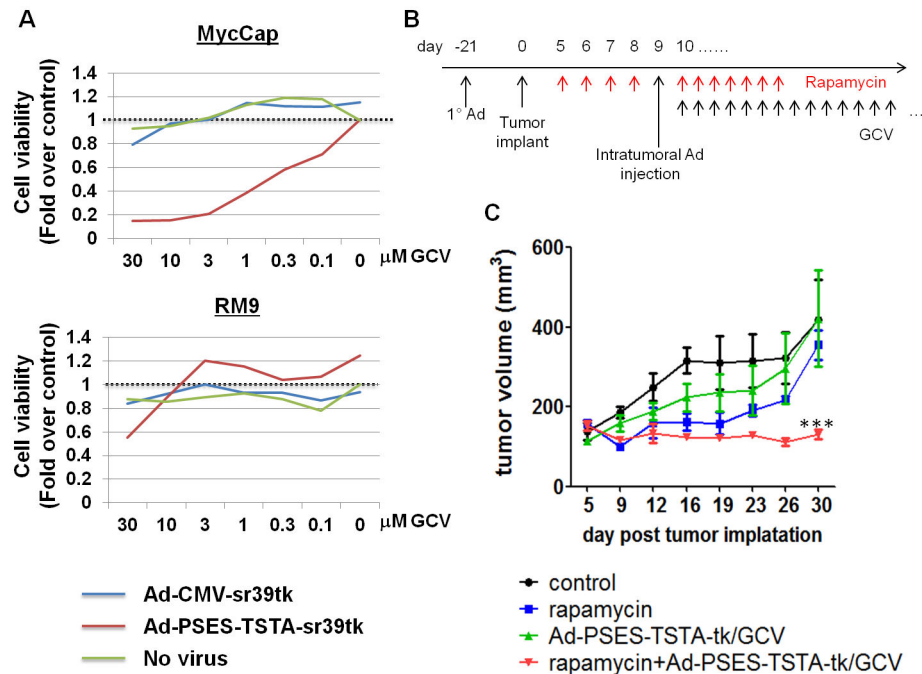 A
MycCap
Cell viability
(Fold over control)
1.4
1.2
1
0.8
0.6
0.4
0.2
0
30 10 3 1 0.3 0.1 0 μM GCV
RM9
Cell viability
(Fold over control)
1.4
1.2
1
0.8
0.6
0.4
0.2
0
30 10 3 1 0.3 0.1 0 μM GCV
Ad-CMV-sr39tk
Ad-PSES-TSTA-sr39tk
No virus
B
day -21 0 5 6 7 8 9 10 ……
Rapamycin
1° Ad
Tumor
implant
Intratumoral Ad
injection
GCV
...
C
tumor volume (mm³)
600
400
200
0
***
5 9 12 16 19 23 26 30
day post tumor implatation
control
rapamycin
Ad-PSES-TSTA-tk/GCV
rapamycin+Ad-PSES-TSTA-tk/GCV